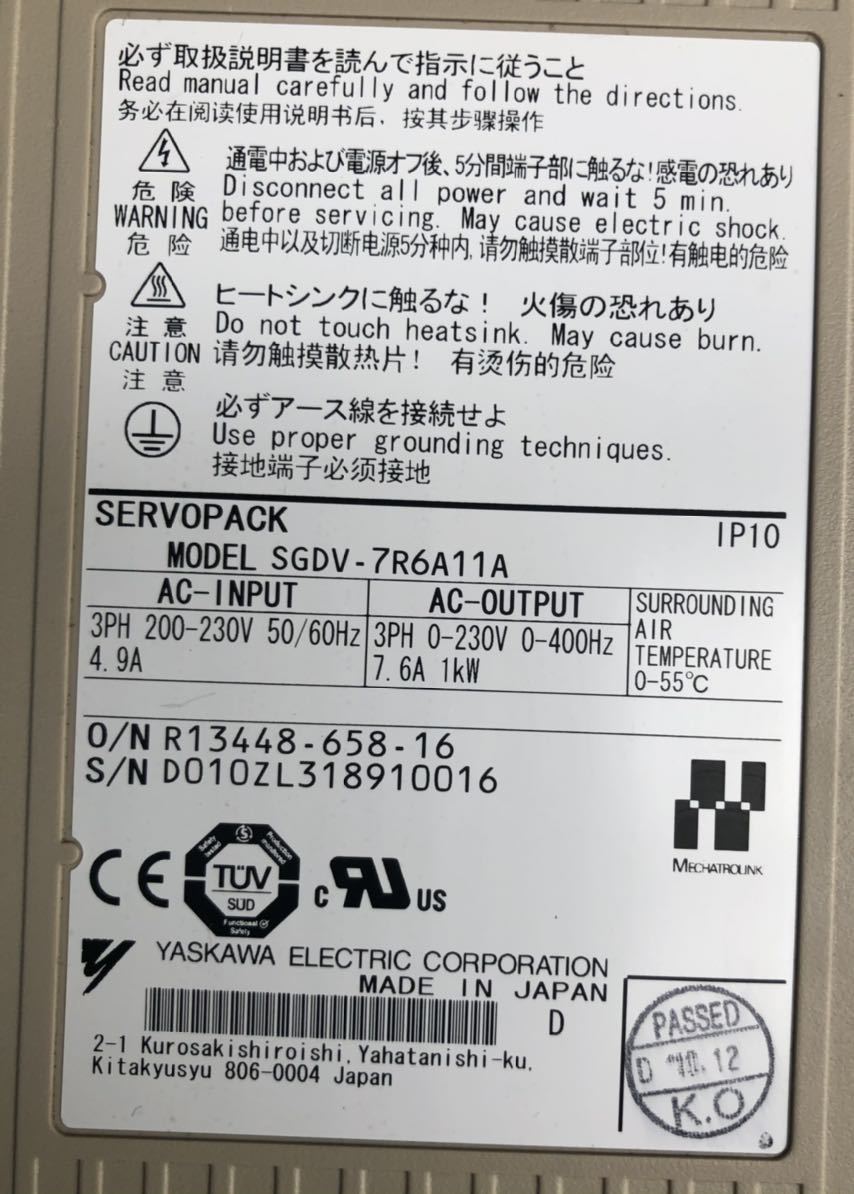 必ず取扱説明書を読んで指示に従うこと
Read manual carefully and follow the directions.
务必在阅读使用说明书后，按其步骤操作
危険
WARNING
危险
通電中および電源オフ後、5分間端子部に触るな!感電の恐れあり
Disconnect all power and wait 5 min.
before servicing. May cause electric shock.
通电中以及切断电源5分种内,请勿触摸散端子部位!有触电的危险
注意
CAUTION
注意
ヒートシンクに触るな! 火傷の恐れあり
Do not touch heatsink. May cause burn.
请勿触摸散热片! 有烫伤的危险
必ずアース線を接続せよ
Use proper grounding techniques.
接地端子必须接地
SERVOPACK IP10
MODEL SGDV-7R6A11A
AC-INPUT
3PH 200-230V 50/60Hz
4.9A
AC-OUTPUT
3PH 0-230V 0-400Hz
7.6A 1kW
SURROUNDING
AIR
TEMPERATURE
0-55℃
O/N R13448-658-16
S/N D010ZL318910016
MECHATROLINK
CE
Safety tested
Production monitored
TÜV
SÜD
Functional
Safety
c RU US
YASKAWA ELECTRIC CORPORATION
MADE IN JAPAN
D
2-1 Kurosakishiroishi,Yahatanishi-ku,
Kitakyusyu 806-0004 Japan
PASSED
D 12
K.O